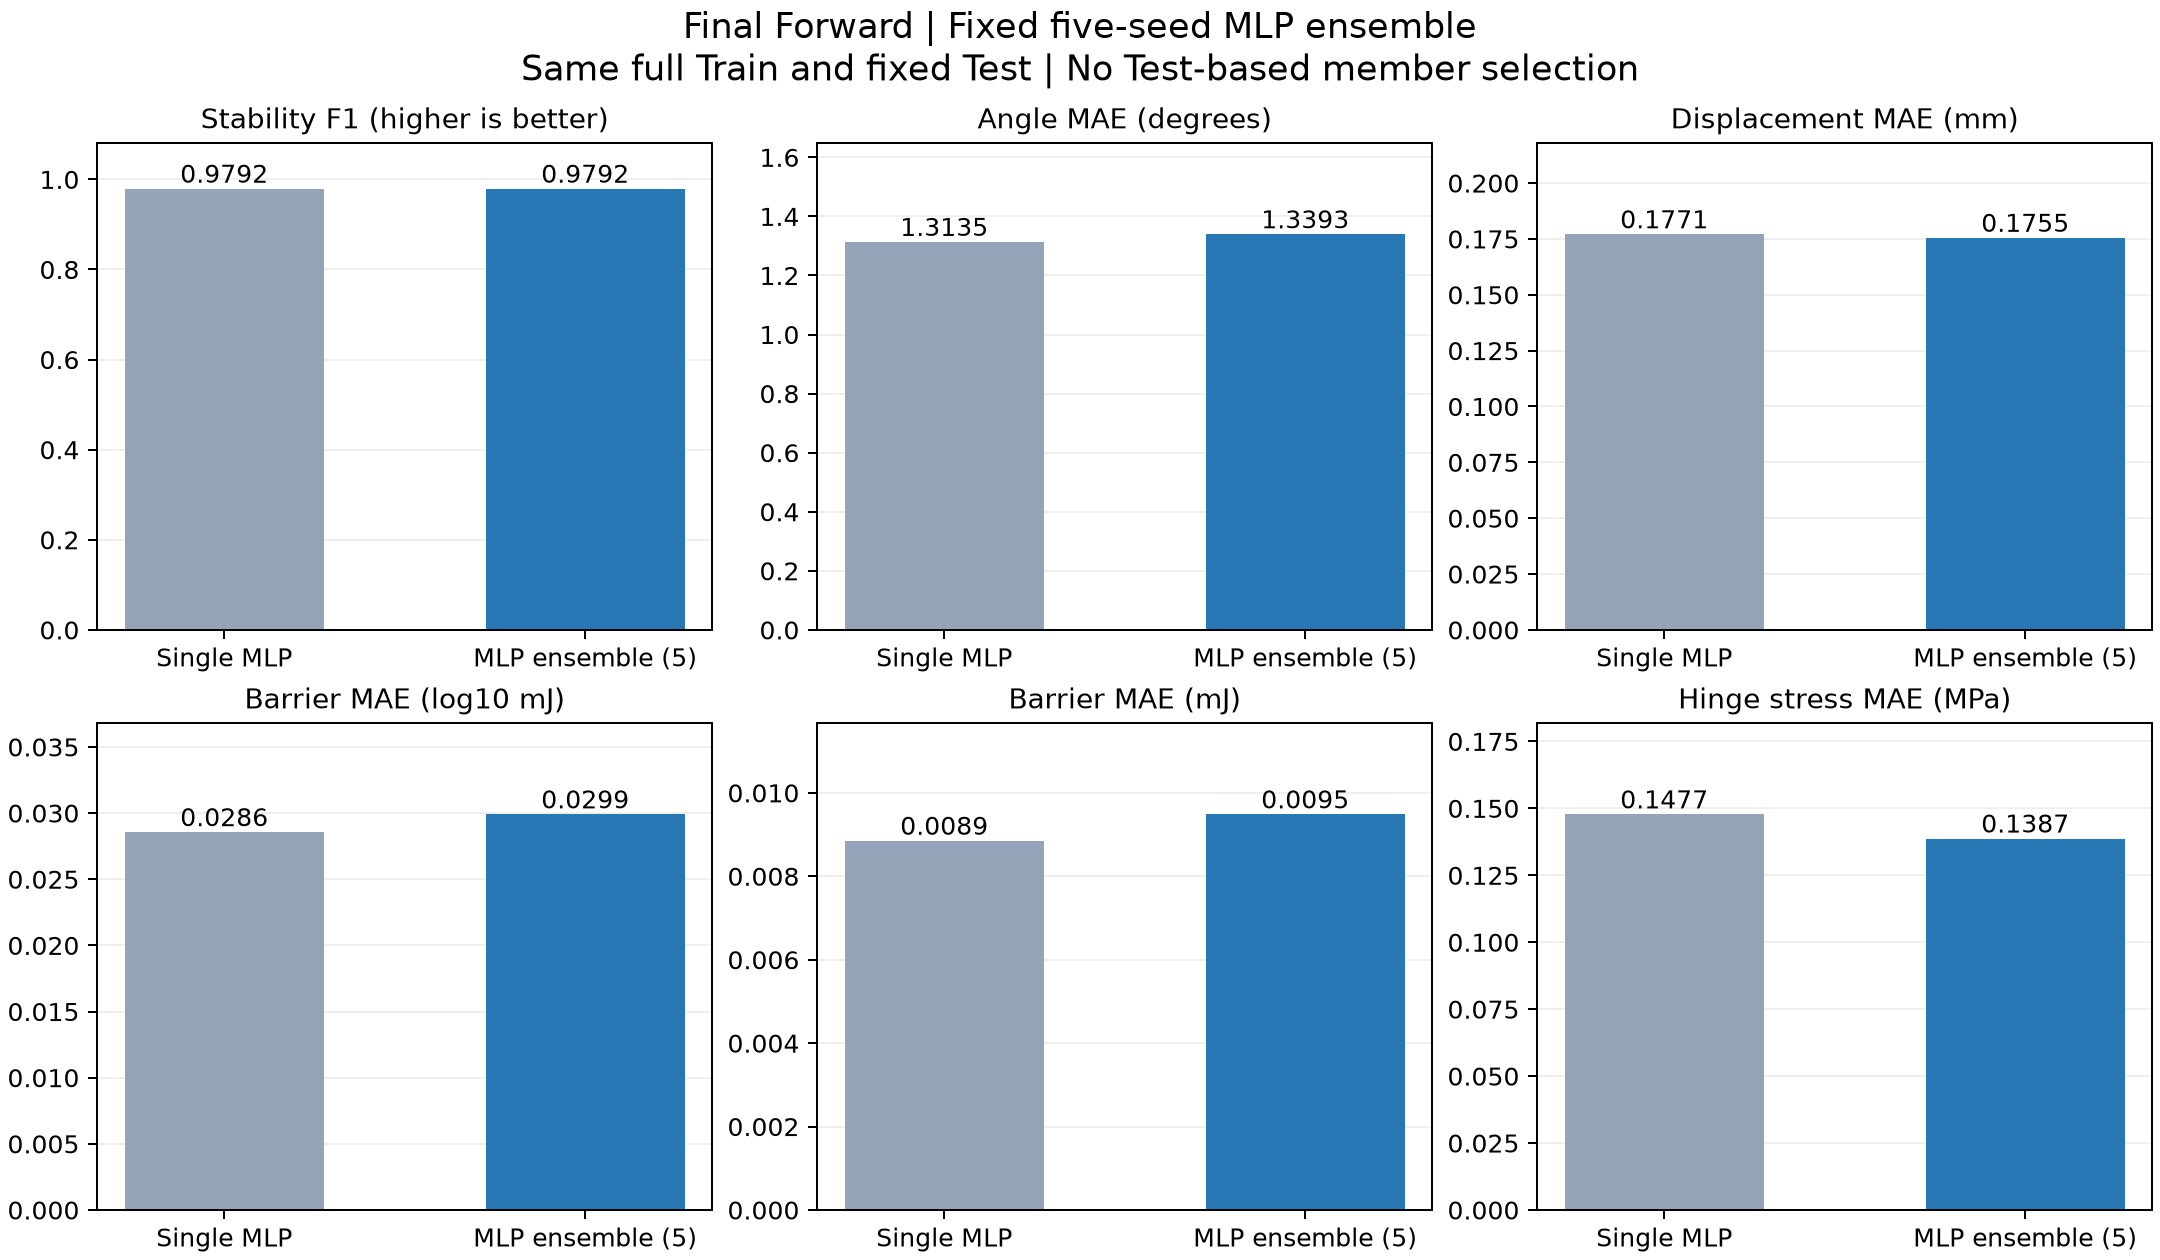 Final Forward | Fixed five-seed MLP ensemble
Same full Train and fixed Test | No Test-based member selection
Stability F1 (higher is better)
1.0
0.8
0.6
0.4
0.2
0.0
0.9792
0.9792
Single MLP
MLP ensemble (5)
Angle MAE (degrees)
1.6
1.4
1.2
1.0
0.8
0.6
0.4
0.2
0.0
1.3135
1.3393
Single MLP
MLP ensemble (5)
Displacement MAE (mm)
0.200
0.175
0.150
0.125
0.100
0.075
0.050
0.025
0.000
0.1771
0.1755
Single MLP
MLP ensemble (5)
Barrier MAE (log10 mJ)
0.035
0.030
0.025
0.020
0.015
0.010
0.005
0.000
0.0286
0.0299
Single MLP
MLP ensemble (5)
Barrier MAE (mJ)
0.010
0.008
0.006
0.004
0.002
0.000
0.0089
0.0095
Single MLP
MLP ensemble (5)
Hinge stress MAE (MPa)
0.175
0.150
0.125
0.100
0.075
0.050
0.025
0.000
0.1477
0.1387
Single MLP
MLP ensemble (5)